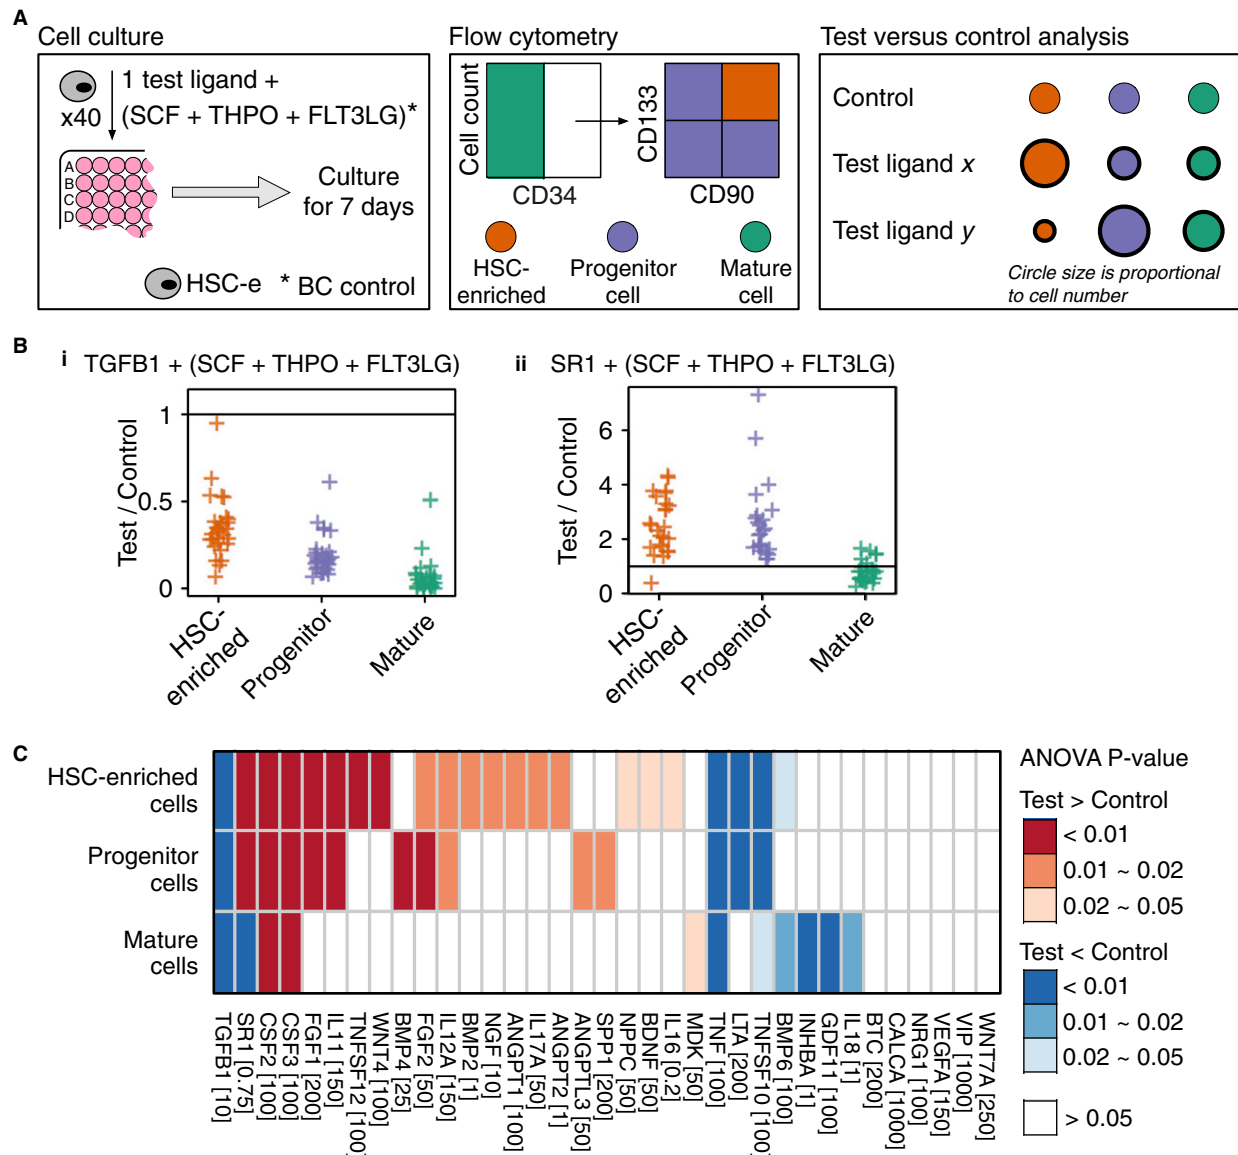 A
Cell culture
1 test ligand +
x40
(SCF + THPO + FLT3LG)*
A
B
C
D
Culture
for 7 days
HSC-e
* BC control
Flow cytometry
Cell count
CD34
CD133
CD90
HSC-
enriched
Progenitor
cell
Mature
cell
Test versus control analysis
Control
Test ligand x
Test ligand y
Circle size is proportional
to cell number
B
i
TGFB1 + (SCF + THPO + FLT3LG)
Test / Control
1
0.5
0
HSC-
enriched
Progenitor
Mature
ii
SR1 + (SCF + THPO + FLT3LG)
Test / Control
6
4
2
0
HSC-
enriched
Progenitor
Mature
C
HSC-enriched
cells
Progenitor
cells
Mature
cells
TGFB1 [10]
SR1 [0.75]
CSF2 [100]
CSF3 [100]
FGF1 [200]
IL11 [150]
TNFSF12 [100]
WNT4 [100]
BMP4 [25]
FGF2 [50]
IL12A [150]
BMP2 [1]
NGF [10]
ANGPT1 [100]
IL17A [50]
ANGPT2 [1]
ANGPTL3 [50]
SPP1 [200]
NPPC [50]
BDNF [50]
IL16 [0.2]
MDK [50]
TNF [100]
LTA [200]
TNFSF10 [100]
BMP6 [100]
INHBA [1]
GDF11 [100]
IL18 [1]
BTC [200]
CALCA [1000]
NRG1 [100]
VEGFA [150]
VIP [1000]
WNT7A [250]
ANOVA P-value
Test > Control
< 0.01
0.01 ~ 0.02
0.02 ~ 0.05
Test < Control
< 0.01
0.01 ~ 0.02
0.02 ~ 0.05
> 0.05